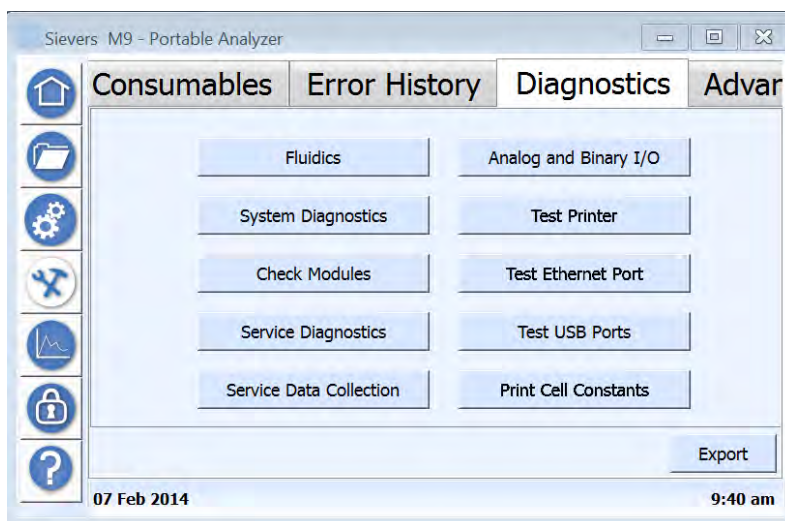 Sievers M9 - Portable Analyzer
Consumables Error History Diagnostics Advar
Fluidics Analog and Binary I/O
System Diagnostics Test Printer
Check Modules Test Ethernet Port
Service Diagnostics Test USB Ports
Service Data Collection Print Cell Constants
?
Export
07 Feb 2014 9:40 am